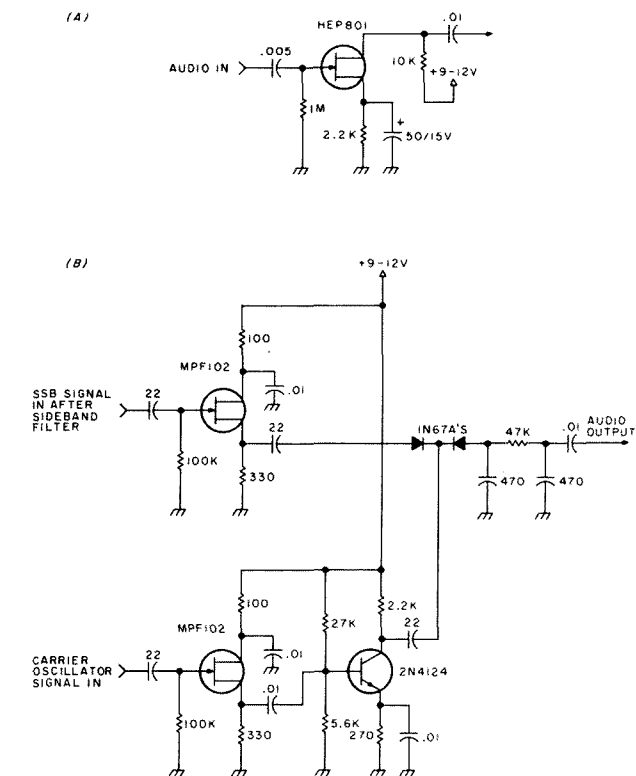 (A)
HEP801
.01
.005
10K
+9-12V
AUDIO IN
1M
+
2.2K
50/15V
(B)
+9-12V
100
MPF102
.01
SSB SIGNAL
IN AFTER
SIDEBAND
FILTER
22
22
1N67A'S
47K
.01
AUDIO
OUTPUT
100K
330
470
470
100
27K
2.2K
22
MPF102
.01
CARRIER
OSCILLATOR
SIGNAL IN
22
.01
2N4124
100K
330
5.6K
270
.01